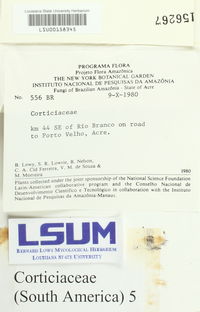 Louisiana State University Herbarium
LSU00158345
156267
PROGRAMA FLORA
Projeto Flora Amazônica
THE NEW YORK BOTANICAL GARDEN
INSTITUTO NACIONAL DE PESQUISAS DA AMAZÔNIA
Fungi of Brazilian Amazônia - State of Acre
No. 556 BR 9-X-1980
Corticiaceae
km 44 SE of Rio Branco on road
to Porto Velho, Acre.
B. Lowy, S. R. Lowrie, B. Nelson,
C. A. Cid Ferreira, V. M. de Souza &
M. Moreira 1980
Plants collected under the joint sponsorship of the National Science Foundation
Latin-American collaborative program and the Conselho Nacional de
Desenvolvimento Científico e Tecnológico in collaboration with the Instituto
Nacional de Pesquisas da Amazônia-Manaus.
LSUM
BERNARD LOWY MYCOLOGICAL HERBARIUM
LOUISIANA STATE UNIVERSITY
Corticiaceae
(South America) 5